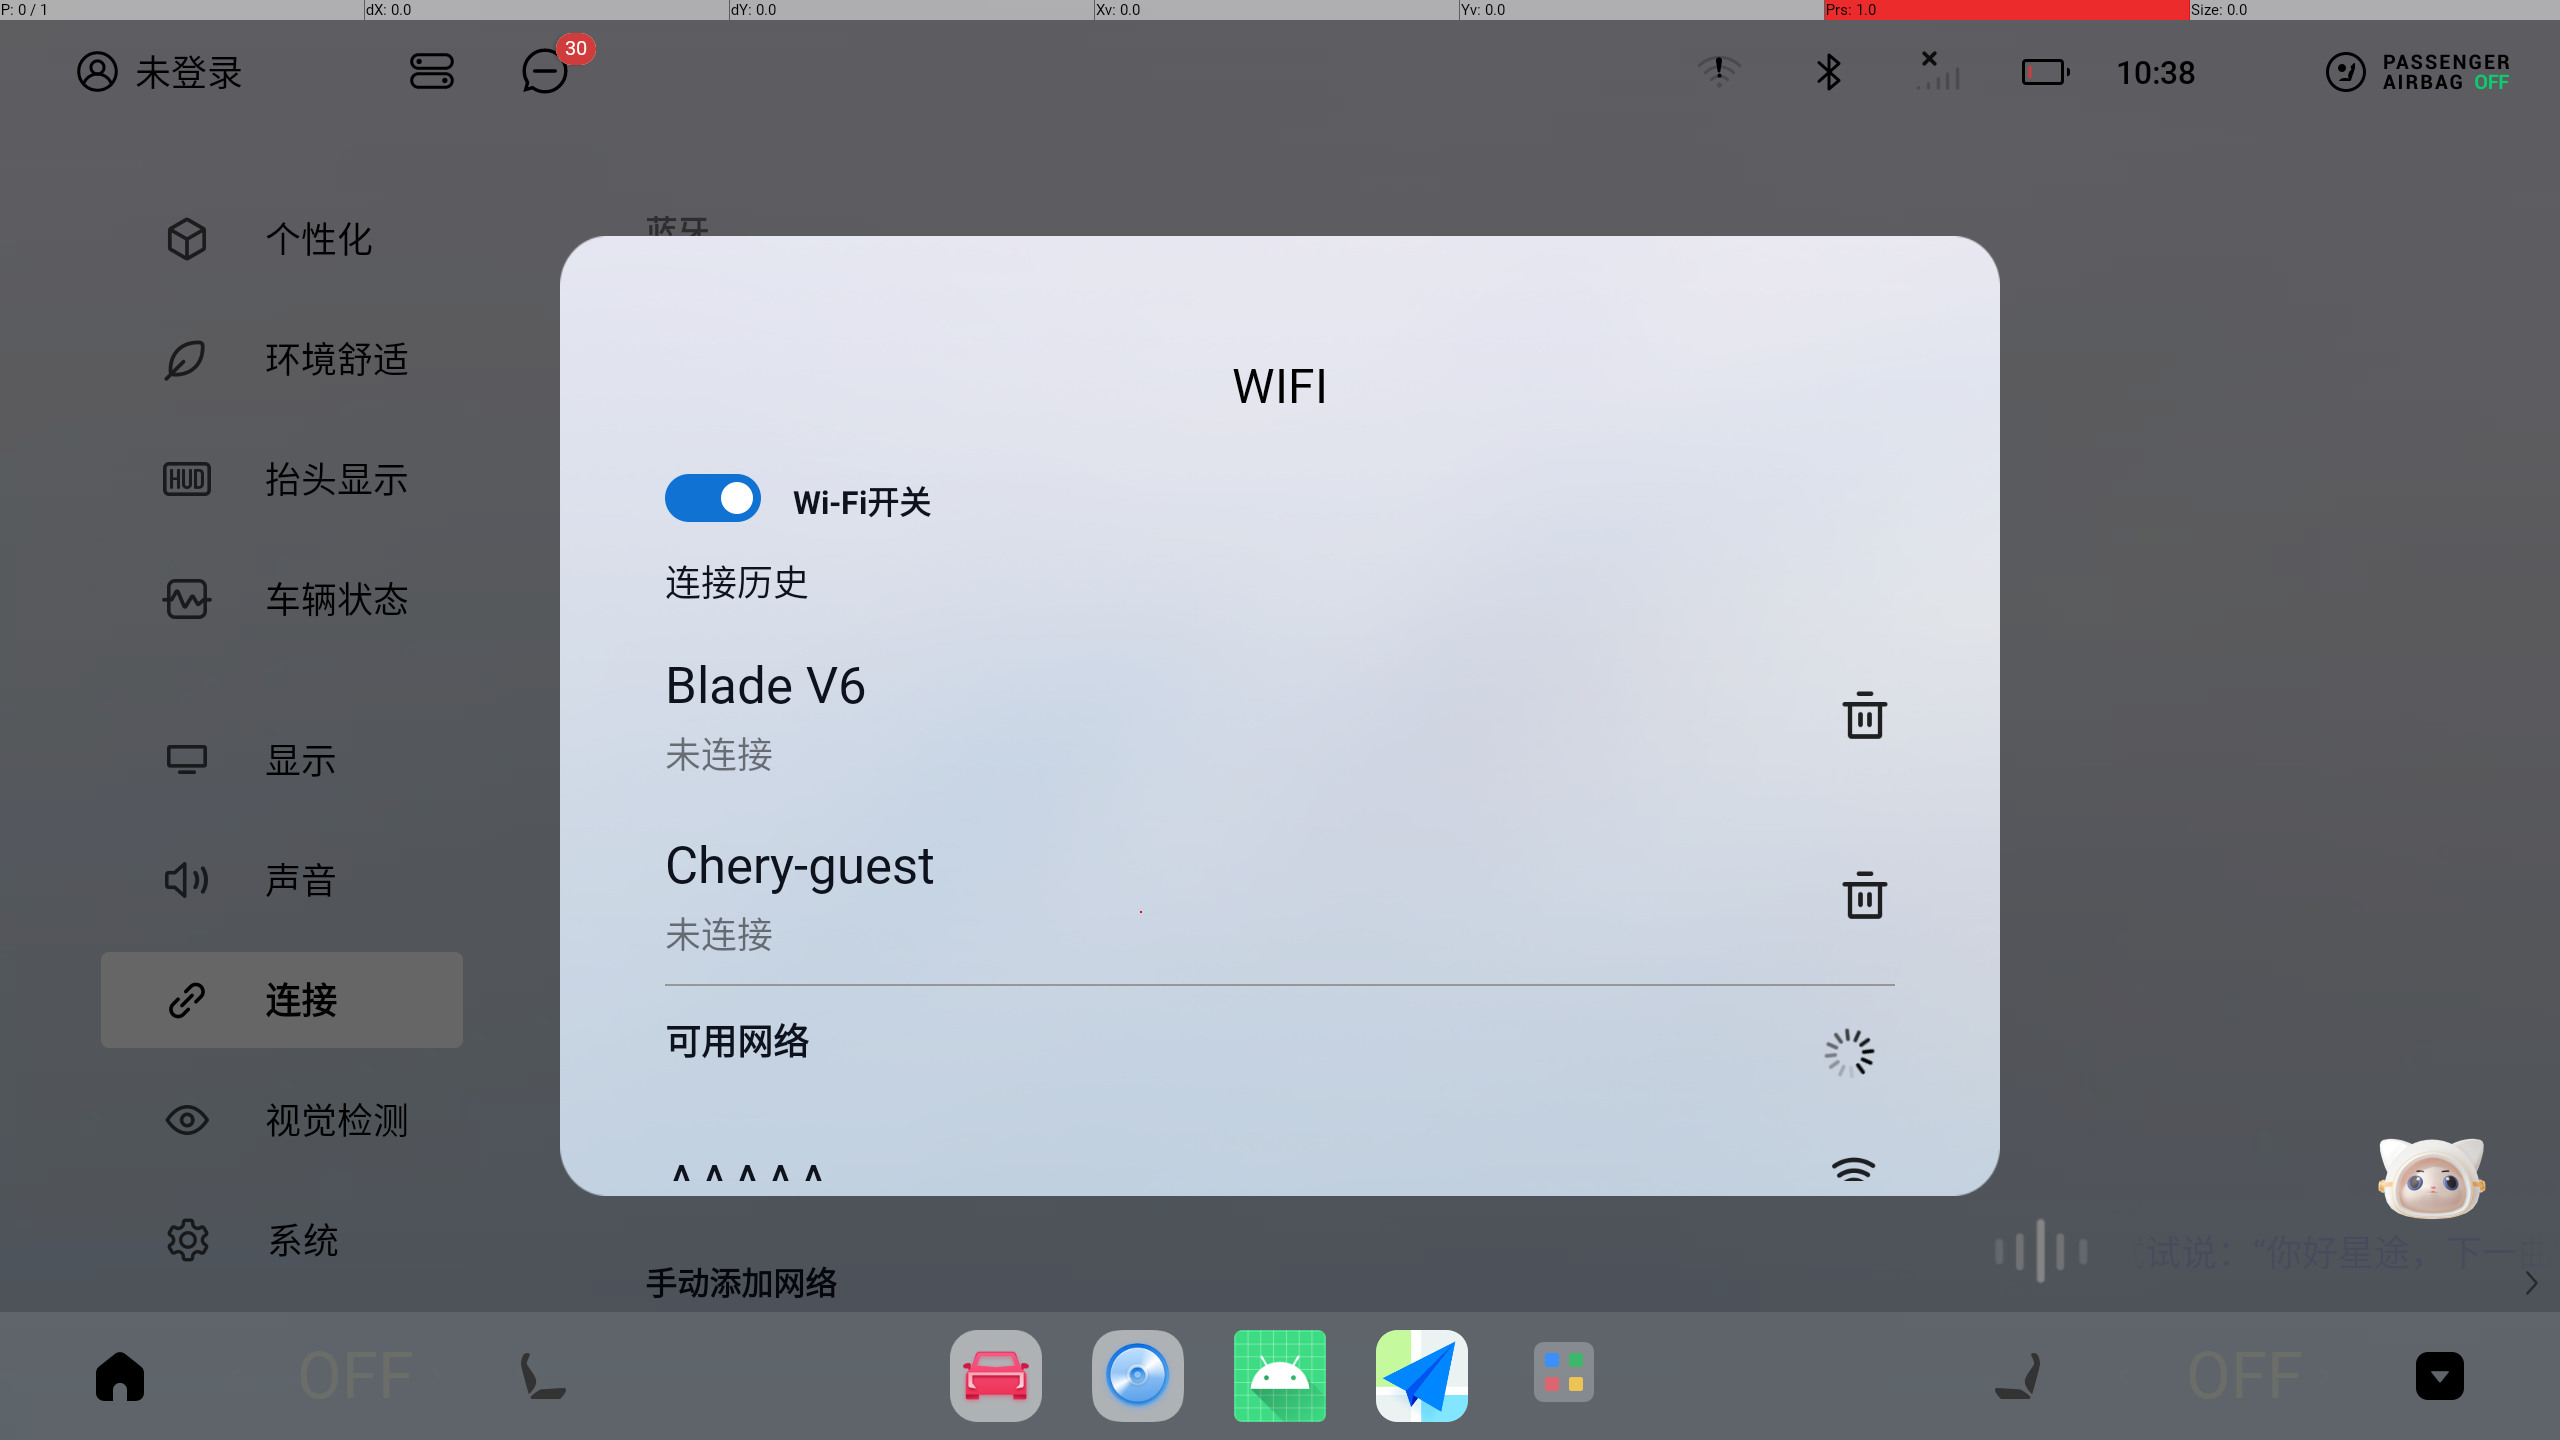 P: 0 / 1
dX: 0.0
dY: 0.0
Xv: 0.0
Yv: 0.0
Prs: 1.0
Size: 0.0
未登录
30
10:38
PASSENGER
AIRBAG OFF
个性化
环境舒适
HUD
抬头显示
车辆状态
显示
声音
连接
视觉检测
系统
蓝牙
WIFI
Wi-Fi开关
连接历史
Blade V6
未连接
Chery-guest
未连接
可用网络
手动添加网络
试说：“你好星途，下一曲
OFF
OFF